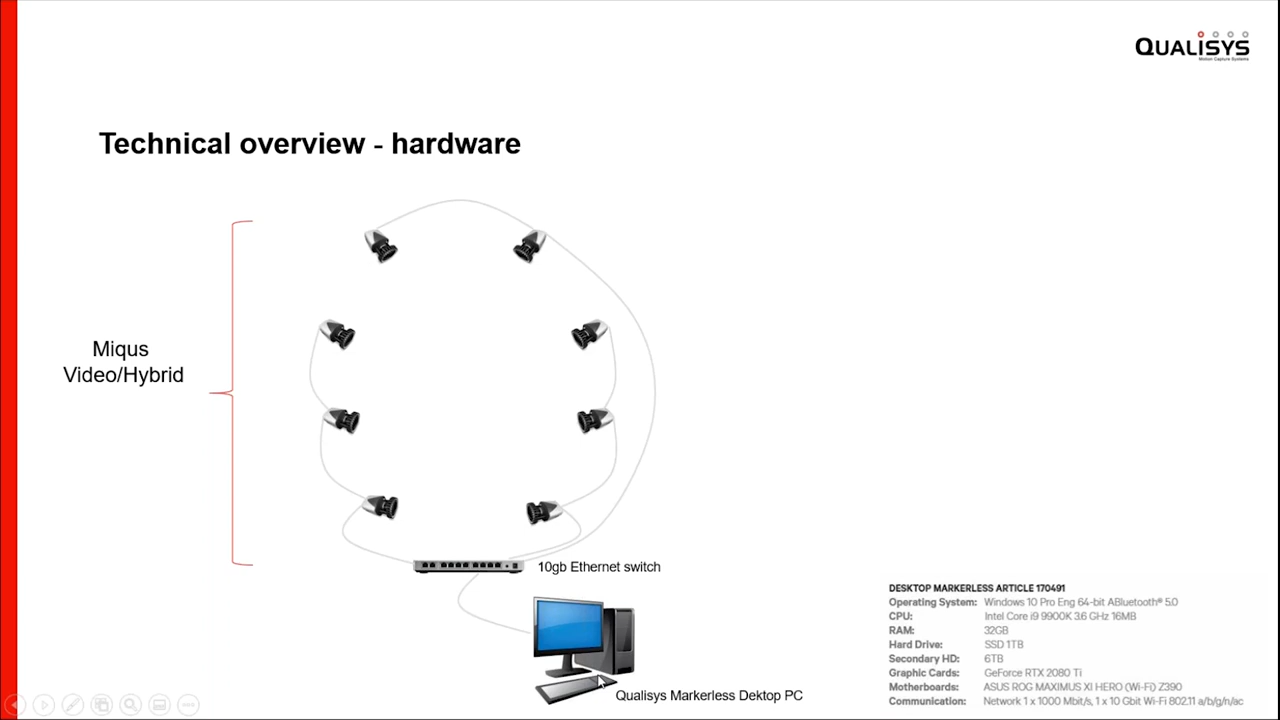 QUALISYS
Motion Capture Systems
Technical overview - hardware
Miqus
Video/Hybrid
10gb Ethernet switch
Qualisys Markerless Dektop PC
DESKTOP MARKERLESS ARTICLE 170491
Operating System: Windows 10 Pro Eng 64-bit ABluetooth® 5.0
CPU: Intel Core i9 9900K 3.6 GHz 16MB
RAM: 32GB
Hard Drive: SSD 1TB
Secondary HD: 6TB
Graphic Cards: GeForce RTX 2080 Ti
Motherboards: ASUS ROG MAXIMUS XI HERO (Wi-Fi) Z390
Communication: Network 1 x 1000 Mbit/s, 1 x 10 Gbit Wi-Fi 802.11 a/b/g/n/ac